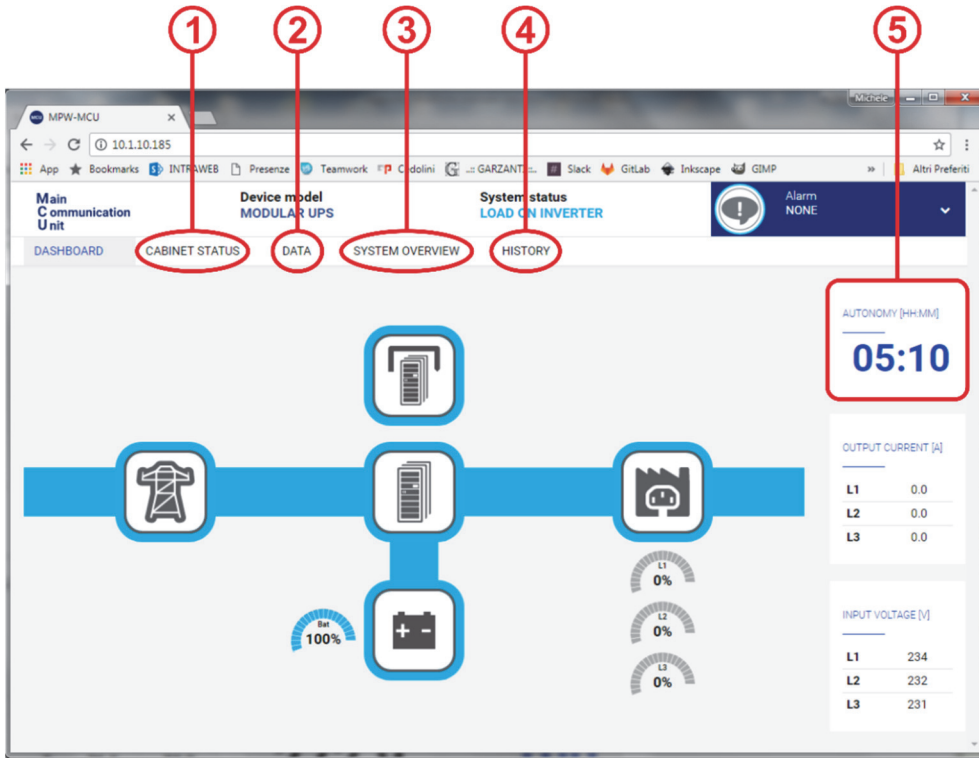 1 2 3 4 5
Michele
MPW-MCU
10.1.10.185
App Bookmarks INTRAWEB Presenze Teamwork Slack GitLab Inkscape GIMP » Altri Preferiti
Main
Communication
Unit
Device model
MODULAR UPS
System status
LOAD ON INVERTER
Alarm
NONE
DASHBOARD CABINET STATUS DATA SYSTEM OVERVIEW HISTORY
AUTONOMY [HH:MM]
05:10
OUTPUT CURRENT [A]
L1 0.0
L2 0.0
L3 0.0
L1
0%
L2
0%
L3
0%
Bat
100%
INPUT VOLTAGE [V]
L1 234
L2 232
L3 231